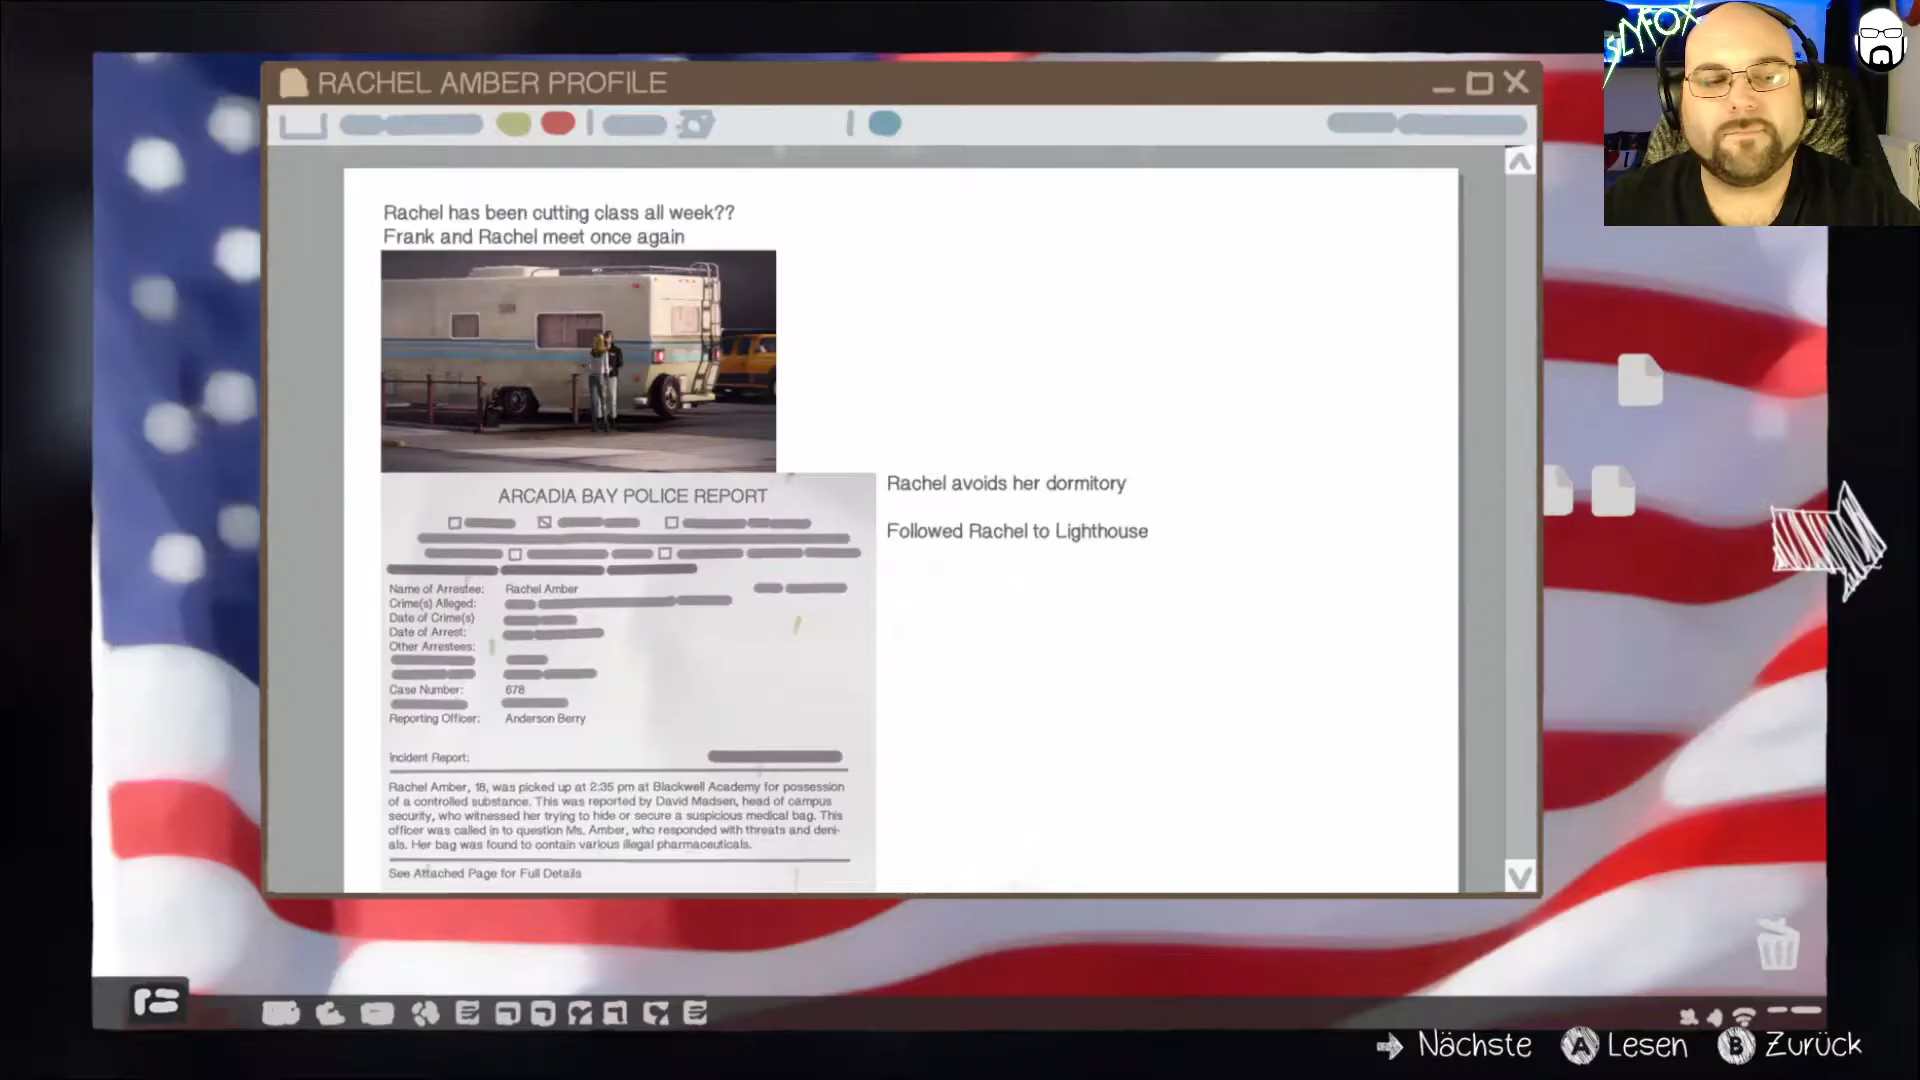 SLYFOX
RACHEL AMBER PROFILE
Rachel has been cutting class all week??
Frank and Rachel meet once again
ARCADIA BAY POLICE REPORT
Name of Arrestee: Rachel Amber
Crime(s) Alleged:
Date of Crime(s)
Date of Arrest:
Other Arrestees:
Case Number: 678
Reporting Officer: Anderson Berry
Incident Report:
Rachel Amber, 18, was picked up at 2:35 pm at Blackwell Academy for possession
of a controlled substance. This was reported by David Madsen, head of campus
security, who witnessed her trying to hide or secure a suspicious medical bag. This
officer was called in to question Ms. Amber, who responded with threats and deni-
als. Her bag was found to contain various illegal pharmaceuticals.
See Attached Page for Full Details
Rachel avoids her dormitory
Followed Rachel to Lighthouse
Nächste A Lesen B Zurück